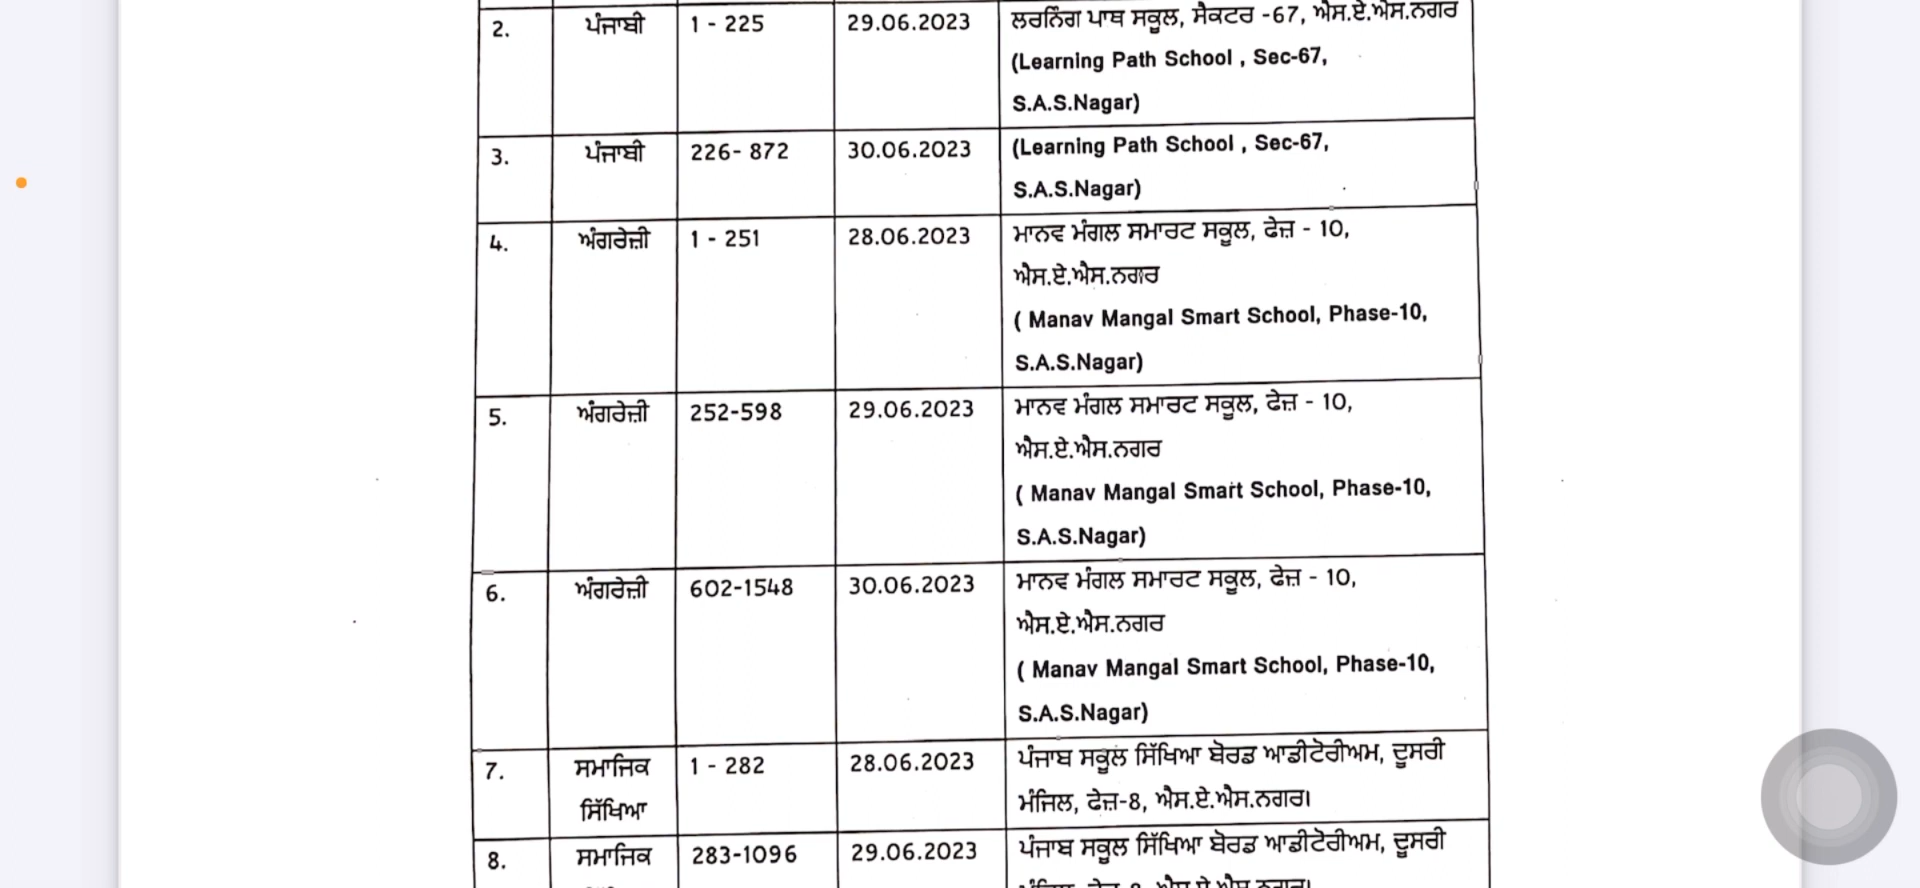 2. ਪੰਜਾਬੀ 1 - 225 29.06.2023 ਲਰਨਿੰਗ ਪਾਥ ਸਕੂਲ, ਸੈਕਟਰ -67, ਐਸ.ਏ.ਐਸ.ਨਗਰ
(Learning Path School , Sec-67,
S.A.S.Nagar)
3. ਪੰਜਾਬੀ 226- 872 30.06.2023 (Learning Path School , Sec-67,
S.A.S.Nagar)
4. ਅੰਗਰੇਜ਼ੀ 1 - 251 28.06.2023 ਮਾਨਵ ਮੰਗਲ ਸਮਾਰਟ ਸਕੂਲ, ਫੇਜ਼ - 10,
ਐਸ.ਏ.ਐਸ.ਨਗਰ
( Manav Mangal Smart School, Phase-10,
S.A.S.Nagar)
5. ਅੰਗਰੇਜ਼ੀ 252-598 29.06.2023 ਮਾਨਵ ਮੰਗਲ ਸਮਾਰਟ ਸਕੂਲ, ਫੇਜ਼ - 10,
ਐਸ.ਏ.ਐਸ.ਨਗਰ
( Manav Mangal Smart School, Phase-10,
S.A.S.Nagar)
6. ਅੰਗਰੇਜ਼ੀ 602-1548 30.06.2023 ਮਾਨਵ ਮੰਗਲ ਸਮਾਰਟ ਸਕੂਲ, ਫੇਜ਼ - 10,
ਐਸ.ਏ.ਐਸ.ਨਗਰ
( Manav Mangal Smart School, Phase-10,
S.A.S.Nagar)
7. ਸਮਾਜਿਕ 1 - 282 28.06.2023 ਪੰਜਾਬ ਸਕੂਲ ਸਿੱਖਿਆ ਬੋਰਡ ਆਡੀਟੋਰੀਅਮ, ਦੂਸਰੀ
ਸਿੱਖਿਆ ਮੰਜਿਲ, ਫੇਜ਼-8, ਐਸ.ਏ.ਐਸ.ਨਗਰ।
8. ਸਮਾਜਿਕ 283-1096 29.06.2023 ਪੰਜਾਬ ਸਕੂਲ ਸਿੱਖਿਆ ਬੋਰਡ ਆਡੀਟੋਰੀਅਮ, ਦੂਸਰੀ